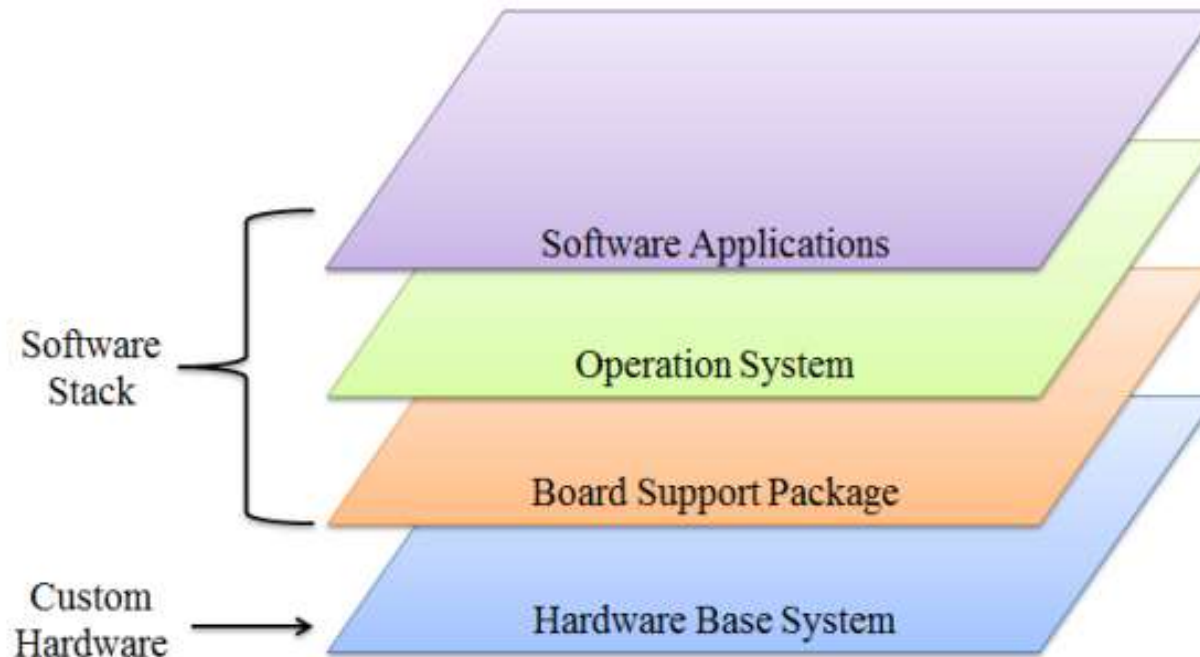 Software Applications
Operation System
Software
Stack
Board Support Package
Custom
Hardware
Hardware Base System